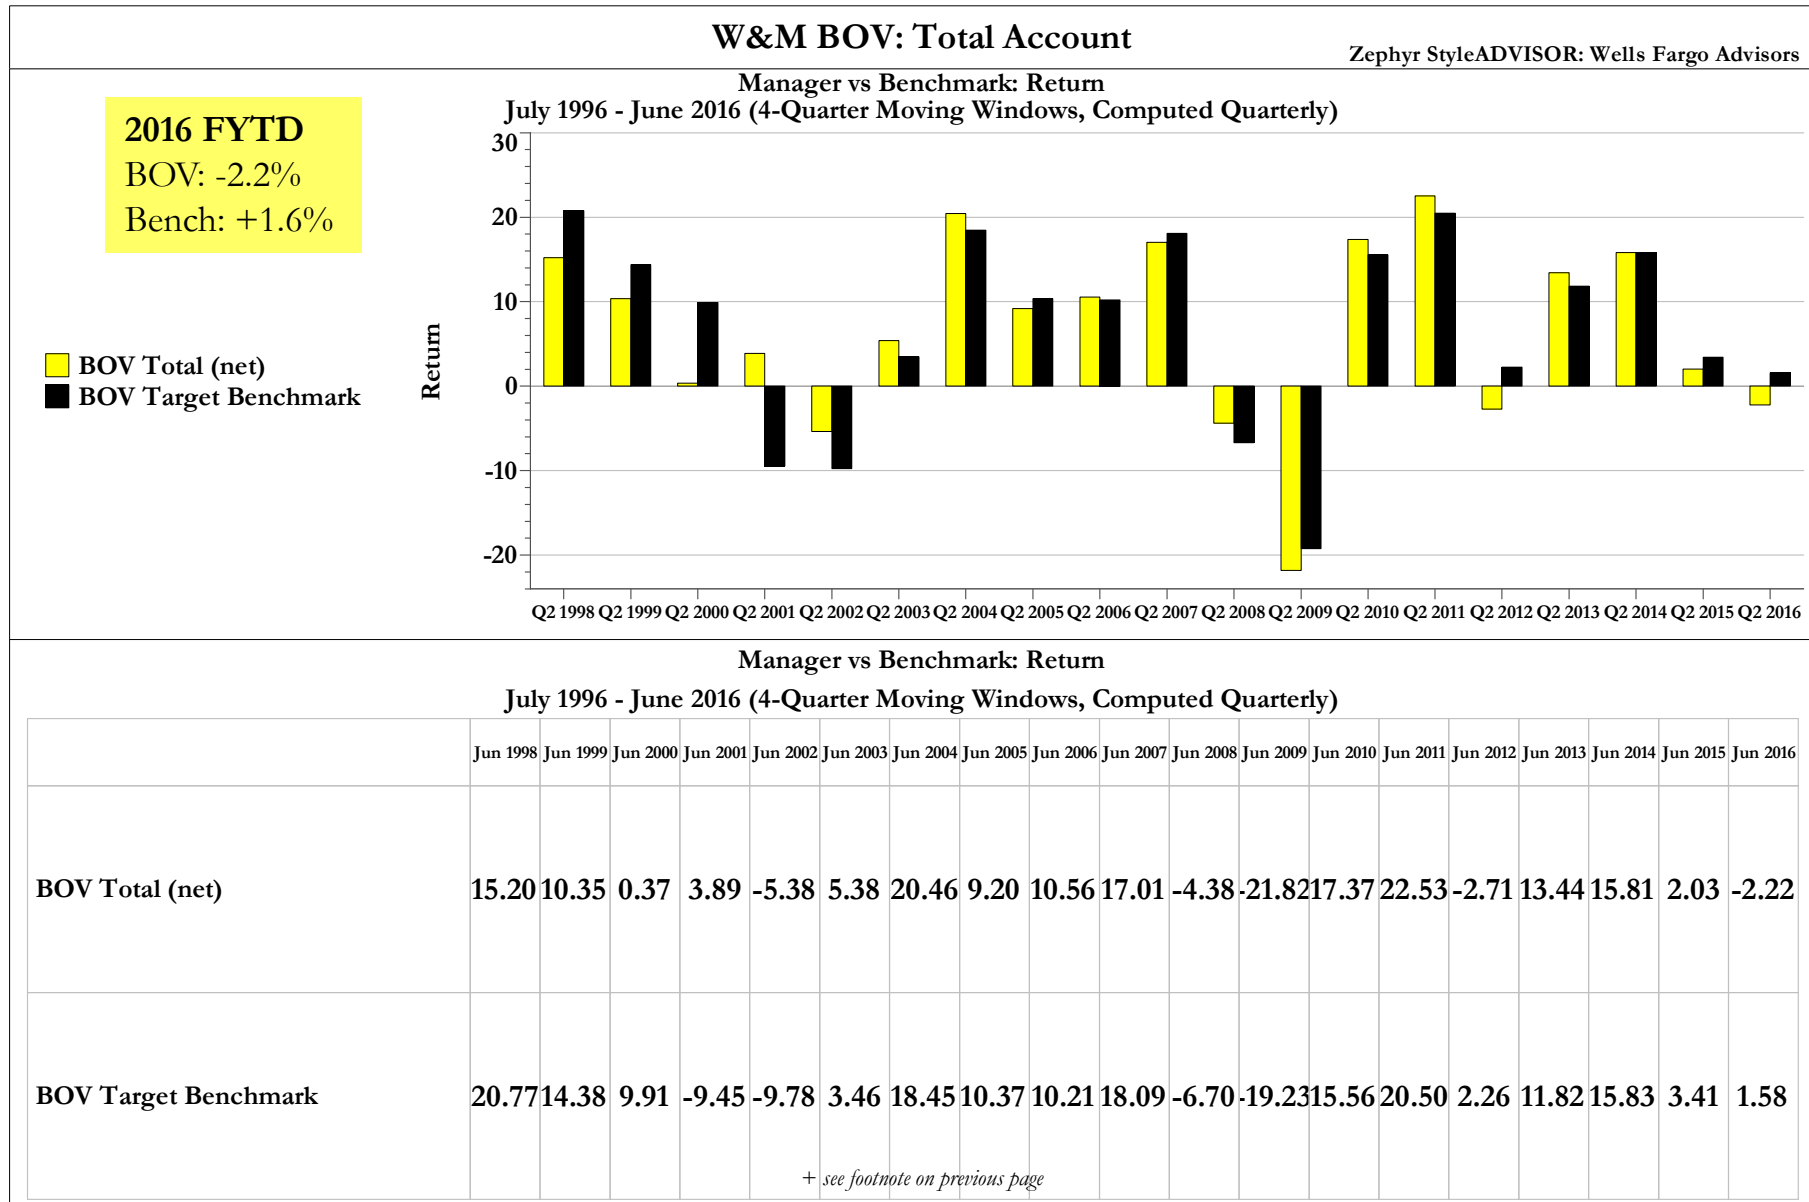 W&M BOV: Total Account
Zephyr StyleADVISOR: Wells Fargo Advisors
2016 FYTD
BOV: -2.2%
Bench: +1.6%
BOV Total (net)
BOV Target Benchmark
Manager vs Benchmark: Return
July 1996 - June 2016 (4-Quarter Moving Windows, Computed Quarterly)
Return
30
20
10
0
-10
-20
Q2 1998 Q2 1999 Q2 2000 Q2 2001 Q2 2002 Q2 2003 Q2 2004 Q2 2005 Q2 2006 Q2 2007 Q2 2008 Q2 2009 Q2 2010 Q2 2011 Q2 2012 Q2 2013 Q2 2014 Q2 2015 Q2 2016
Manager vs Benchmark: Return
July 1996 - June 2016 (4-Quarter Moving Windows, Computed Quarterly)
Jun 1998 Jun 1999 Jun 2000 Jun 2001 Jun 2002 Jun 2003 Jun 2004 Jun 2005 Jun 2006 Jun 2007 Jun 2008 Jun 2009 Jun 2010 Jun 2011 Jun 2012 Jun 2013 Jun 2014 Jun 2015 Jun 2016
BOV Total (net) 15.20 10.35 0.37 3.89 -5.38 5.38 20.46 9.20 10.56 17.01 -4.38 -21.82 17.37 22.53 -2.71 13.44 15.81 2.03 -2.22
BOV Target Benchmark 20.77 14.38 9.91 -9.45 -9.78 3.46 18.45 10.37 10.21 18.09 -6.70 -19.23 15.56 20.50 2.26 11.82 15.83 3.41 1.58
+ see footnote on previous page